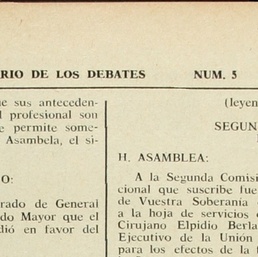 RIO DE LOS DEBATES NUM. 5
sus anteceden-
profesional son
permite some-
Asambela, el si-
O:
rado de General
do Mayor que el
dió en favor del
(leyen
SEGUN
H. ASAMBLEA:
A la Segunda Comisi
cional que suscribe fue
de Vuestra Soberanía
a la hoja de servicios
Cirujano Elpidio Berla
Ejecutivo de la Unión
para los efectos de la